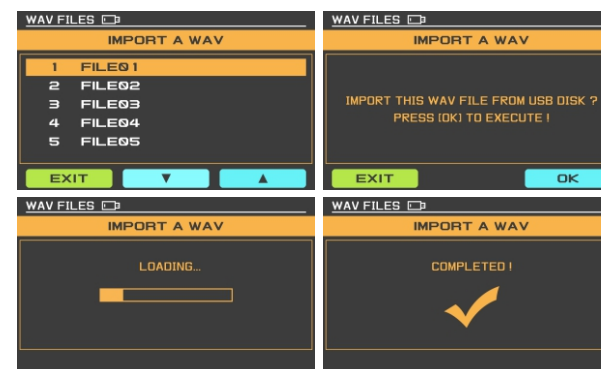 WAV FILES
IMPORT A WAV
1 FILE01
2 FILE02
3 FILE03
4 FILE04
5 FILE05
EXIT ▼ ▲
WAV FILES
IMPORT A WAV
IMPORT THIS WAV FILE FROM USB DISK ?
PRESS [OK] TO EXECUTE !
EXIT OK
WAV FILES
IMPORT A WAV
LOADING...
WAV FILES
IMPORT A WAV
COMPLETED !